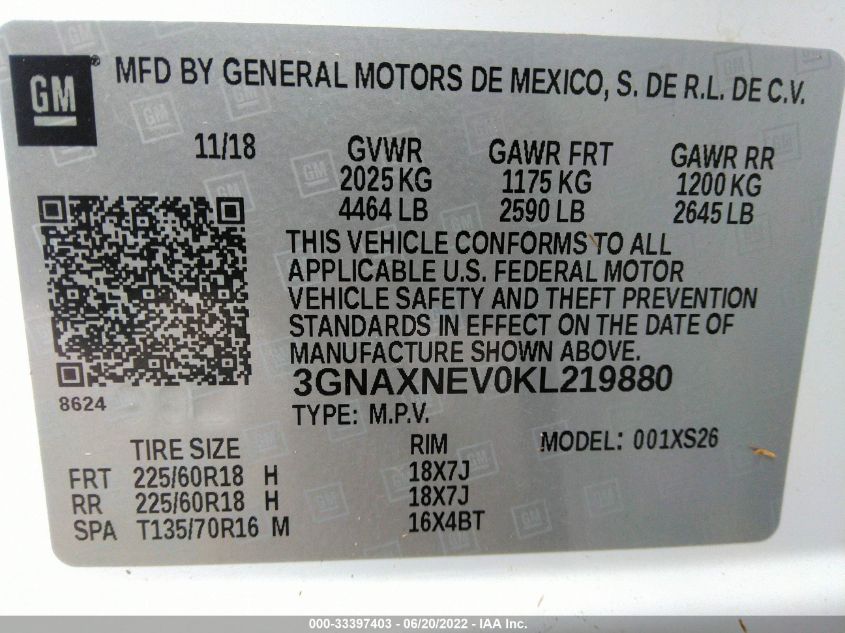 GM ® MFD BY GENERAL MOTORS DE MEXICO, S. DE R.L. DE C.V.
11/18 GVWR GAWR FRT GAWR RR
2025 KG 1175 KG 1200 KG
4464 LB 2590 LB 2645 LB
THIS VEHICLE CONFORMS TO ALL
APPLICABLE U.S. FEDERAL MOTOR
VEHICLE SAFETY AND THEFT PREVENTION
STANDARDS IN EFFECT ON THE DATE OF
MANUFACTURE SHOWN ABOVE.
3GNAXNEV0KL219880
8624
TYPE: M.P.V.
TIRE SIZE RIM MODEL: 001XS26
FRT 225/60R18 H 18X7J
RR 225/60R18 H 18X7J
SPA T135/70R16 M 16X4BT
000-33397403 - 06/20/2022 - IAA Inc.